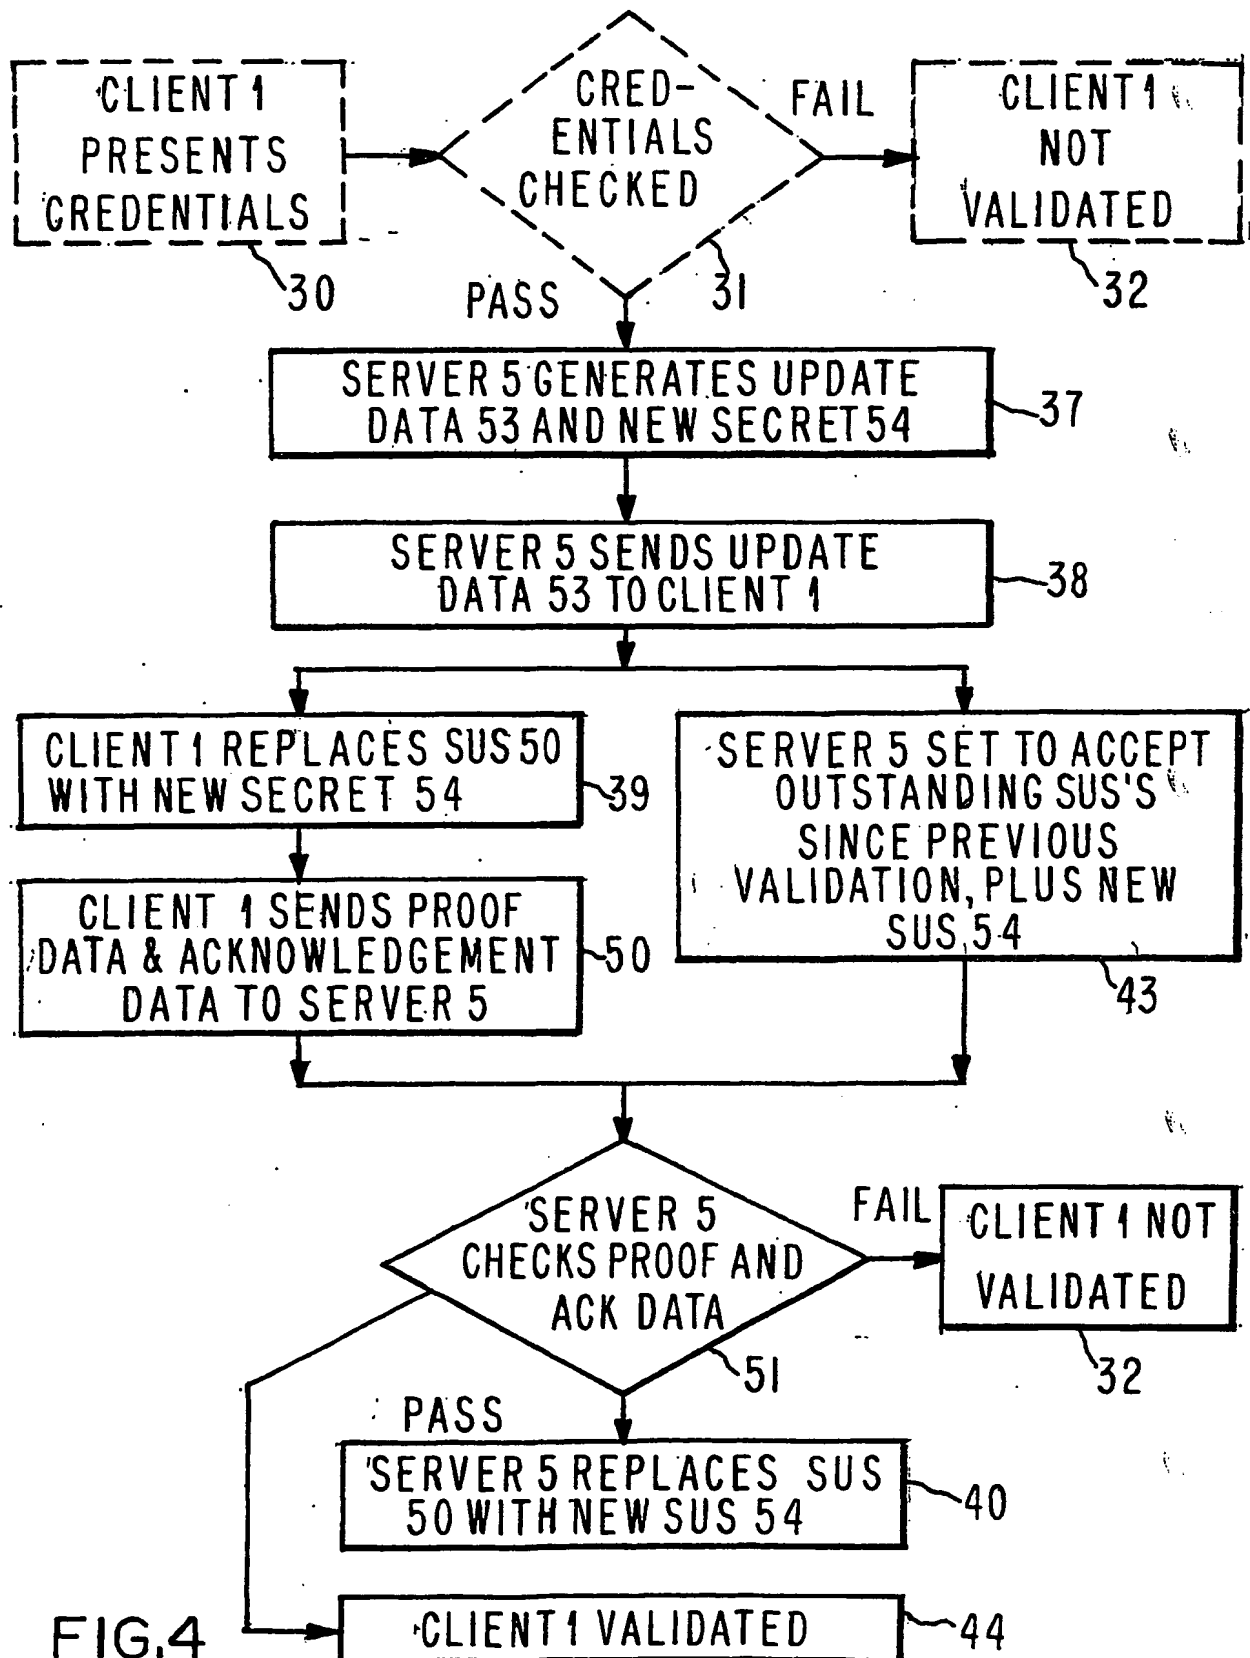 CLIENT 1
PRESENTS
CREDENTIALS
30
CRED-
ENTIALS
CHECKED
31
FAIL
CLIENT 1
NOT
VALIDATED
32
PASS
SERVER 5 GENERATES UPDATE
DATA 53 AND NEW SECRET 54
37
SERVER 5 SENDS UPDATE
DATA 53 TO CLIENT 1
38
CLIENT 1 REPLACES SUS 50
WITH NEW SECRET 54
39
SERVER 5 SET TO ACCEPT
OUTSTANDING SUS'S
SINCE PREVIOUS
VALIDATION, PLUS NEW
SUS 54
43
CLIENT 1 SENDS PROOF
DATA & ACKNOWLEDGEMENT
DATA TO SERVER 5
50
SERVER 5
CHECKS PROOF AND
ACK DATA
51
FAIL
CLIENT 1 NOT
VALIDATED
32
PASS
SERVER 5 REPLACES SUS
50 WITH NEW SUS 54
40
CLIENT 1 VALIDATED
44
FIG.4